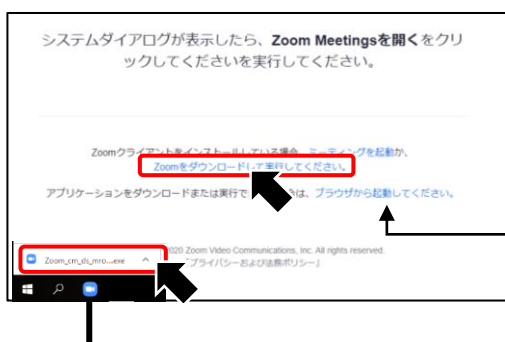 システムダイアログが表示したら、Zoom Meetingsを開くをクリ
ックしてくださいを実行してください。
Zoomクライアントをインストールしている場合、ミーティングを起動か、
Zoomをダウンロードして実行してください。
アプリケーションをダウンロードまたは実行で は、ブラウザから起動してください。
2020 Zoom Video Communications, Inc. All rights reserved.
プライバシーおよび法務ポリシー」
Zoom_cm_ds_mro....exe